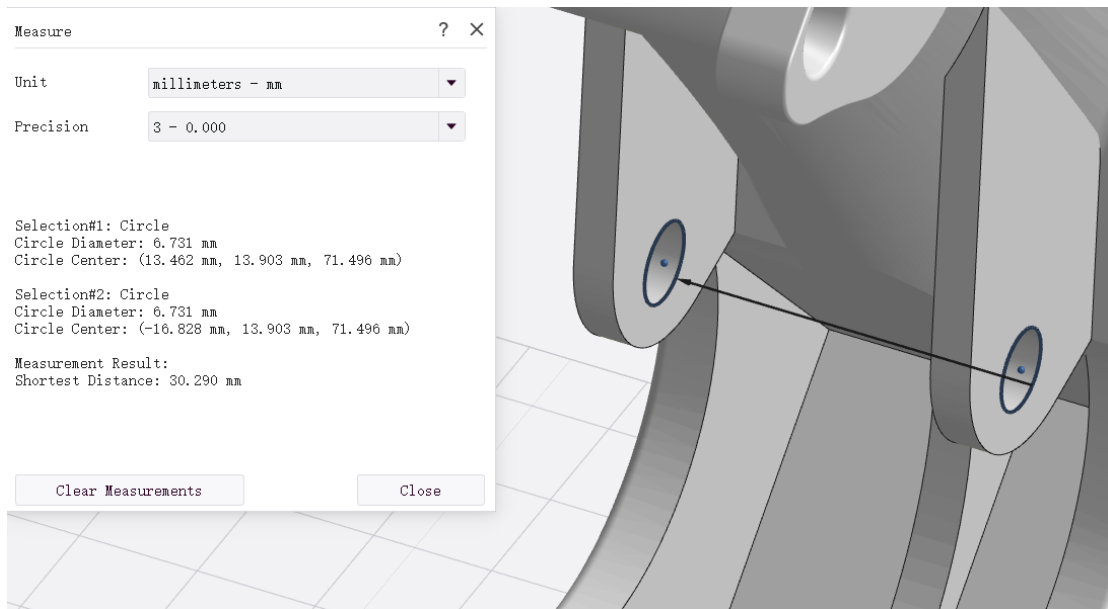 Measure ? ×
Unit millimeters - mm
Precision 3 - 0.000
Selection#1: Circle
Circle Diameter: 6.731 mm
Circle Center: (13.462 mm, 13.903 mm, 71.496 mm)
Selection#2: Circle
Circle Diameter: 6.731 mm
Circle Center: (-16.828 mm, 13.903 mm, 71.496 mm)
Measurement Result:
Shortest Distance: 30.290 mm
Clear Measurements Close